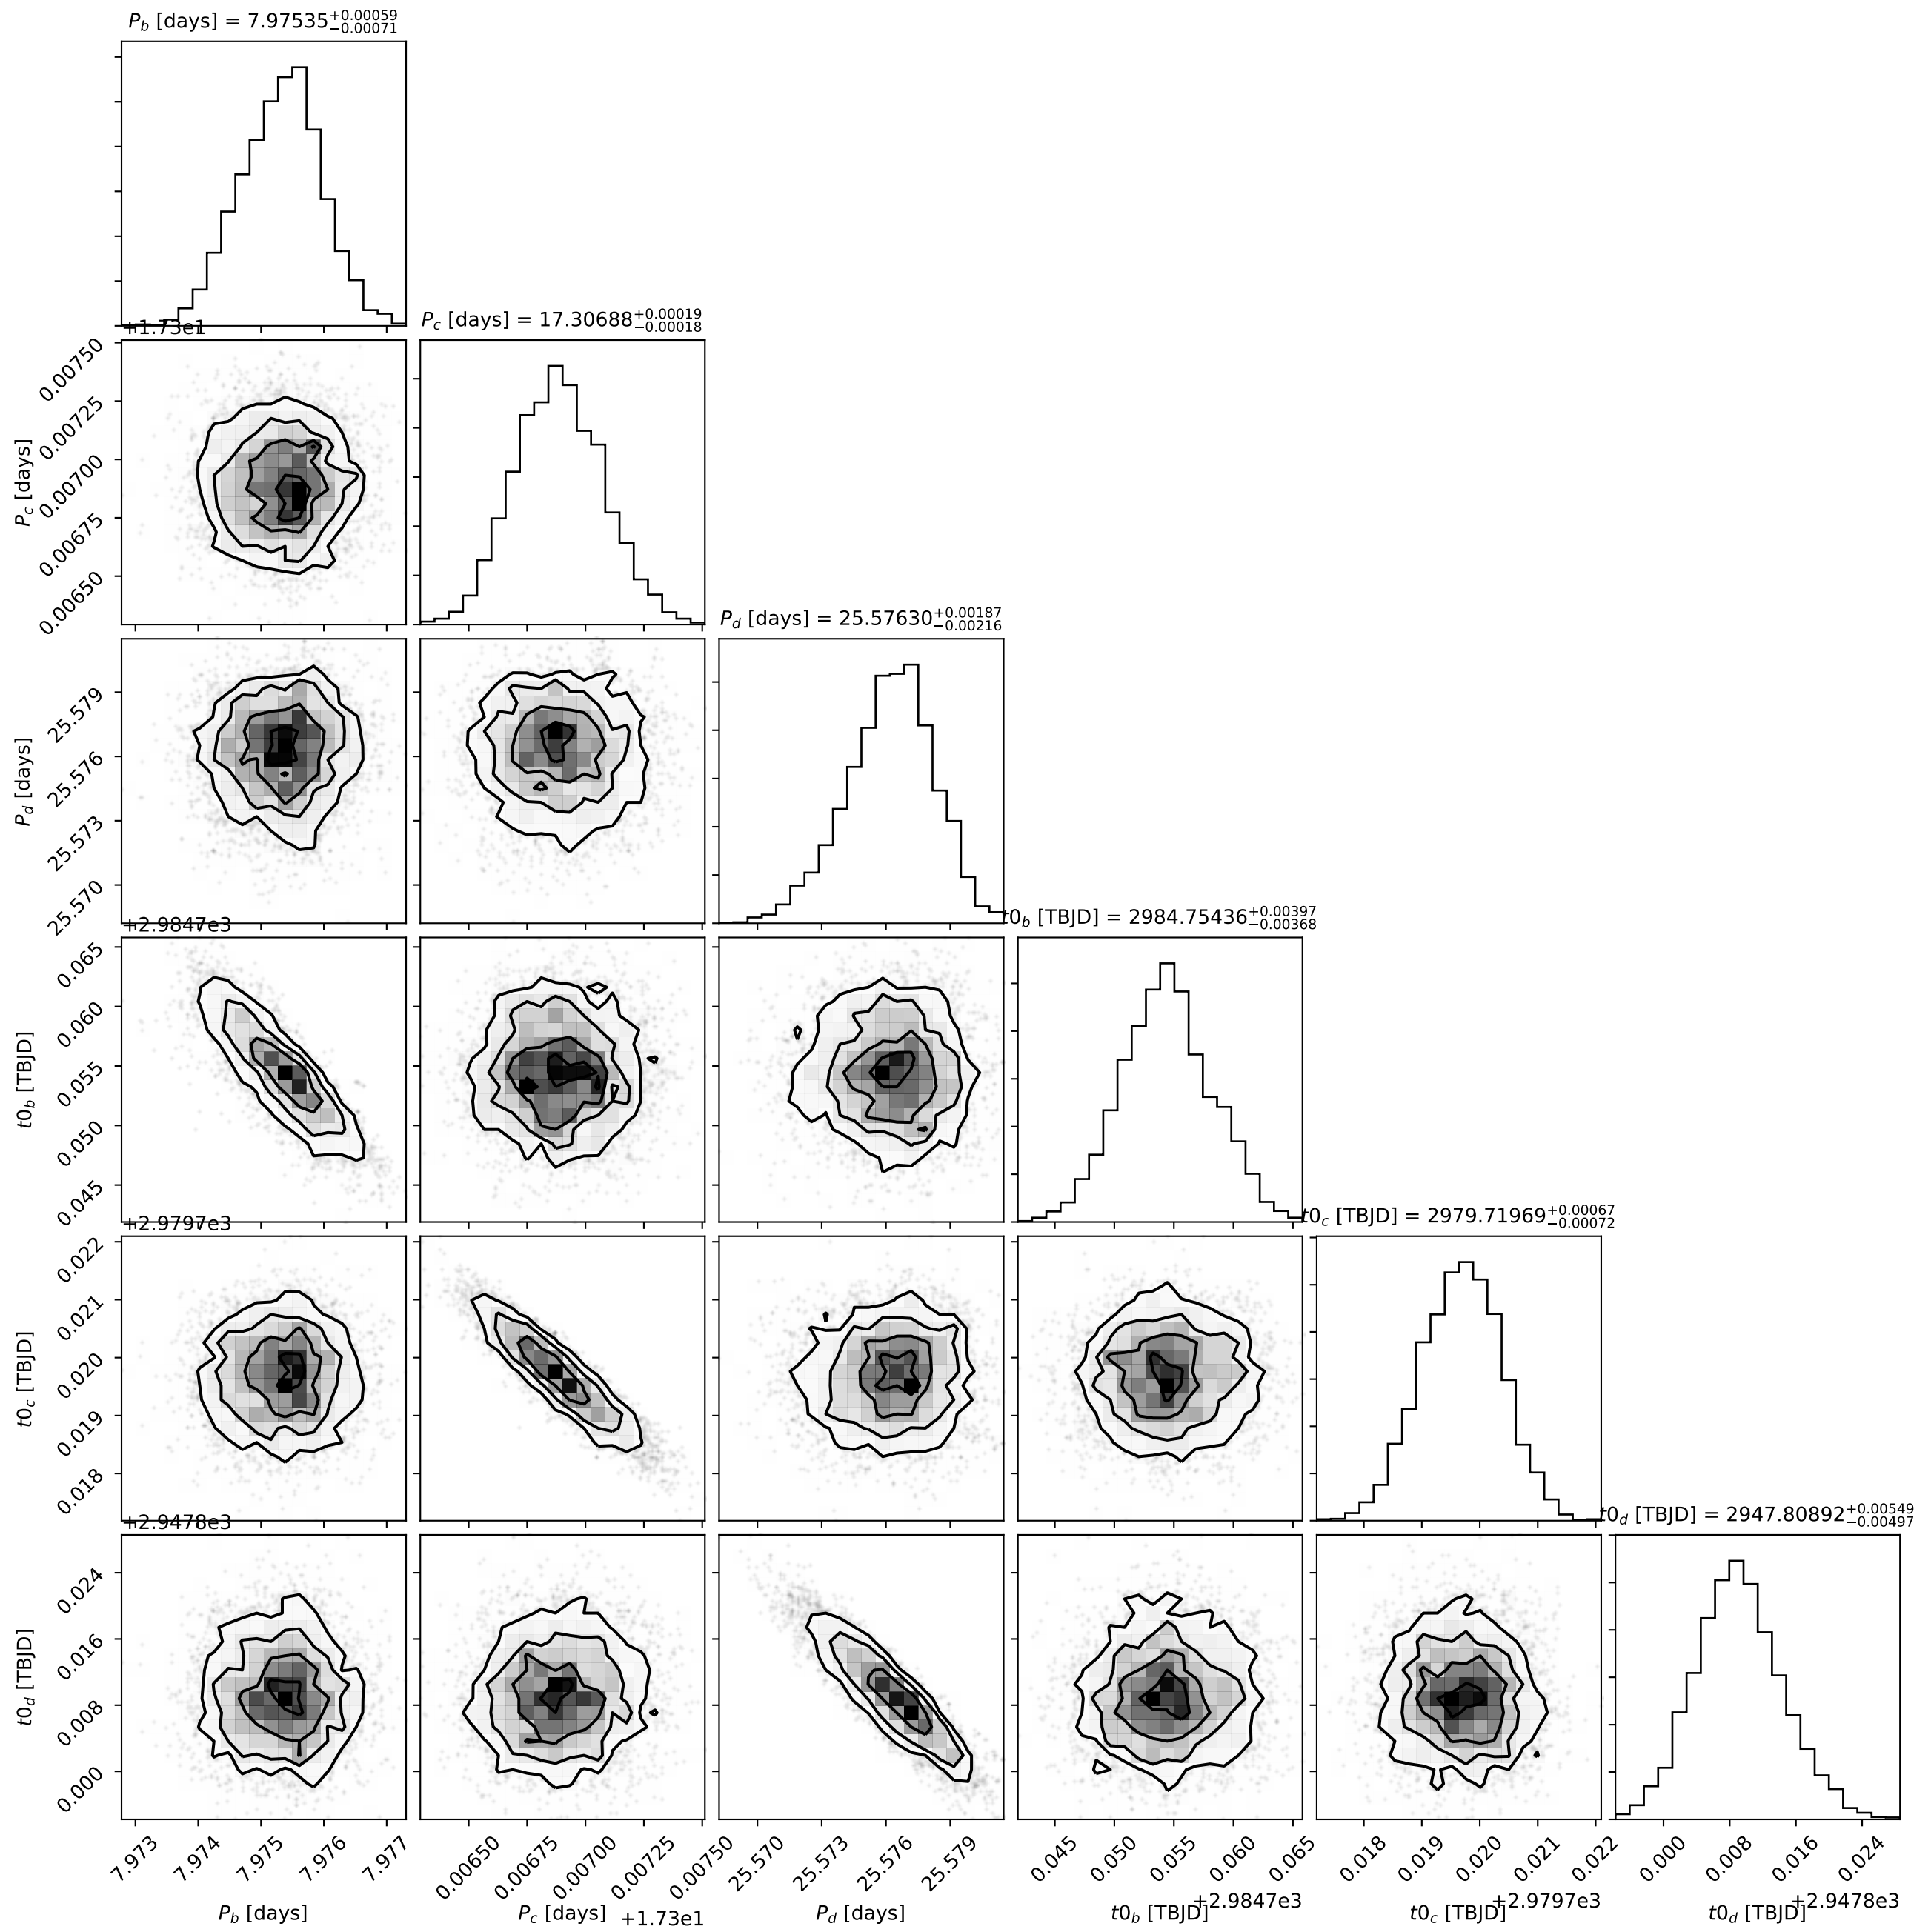 P_b [days] = 7.97535 +0.00059 −0.00071
+1.73e1
P_c [days] = 17.30688 +0.00019 −0.00018
0.00750
0.00725
0.00700
0.00675
0.00650
P_c [days]
P_d [days] = 25.57630 +0.00187 −0.00216
25.579
25.576
25.573
25.570
P_d [days]
+2.9847e3
t0_b [TBJD] = 2984.75436 +0.00397 −0.00368
0.065
0.060
0.055
0.050
0.045
t0_b [TBJD]
+2.9797e3
t0_c [TBJD] = 2979.71969 +0.00067 −0.00072
0.022
0.021
0.020
0.019
0.018
t0_c [TBJD]
+2.9478e3
t0_d [TBJD] = 2947.80892 +0.00549 −0.00497
0.024
0.016
0.008
0.000
t0_d [TBJD]
7.973 7.974 7.975 7.976 7.977
0.00650 0.00675 0.00700 0.00725 0.00750
25.570 25.573 25.576 25.579
0.045 0.050 0.055 0.060 0.065
0.018 0.019 0.020 0.021 0.022
0.000 0.008 0.016 0.024
P_b [days]
P_c [days] +1.73e1
P_d [days]
t0_b [TBJD] +2.9847e3
t0_c [TBJD] +2.9797e3
t0_d [TBJD] +2.9478e3